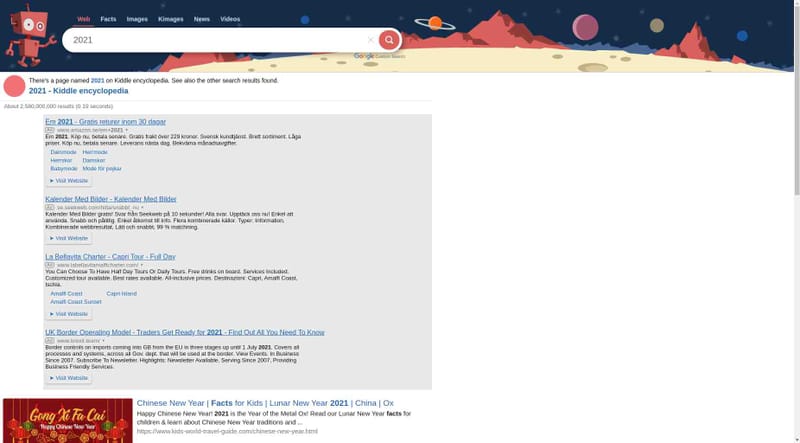 Web Facts Images Kimages News Videos
2021
Google Custom Search
There's a page named 2021 on Kiddle encyclopedia. See also the other search results found.
2021 - Kiddle encyclopedia
About 2,580,000,000 results (0.19 seconds)
Em 2021 - Gratis returer inom 30 dagar
Ad www.amazon.se/em+2021
Em 2021. Köp nu, betala senare. Gratis frakt över 229 kroner. Svensk kundtjänst. Brett sortiment. Låga
priser. Köp nu, betala senare. Leverans nästa dag. Bekväma månadsavgifter.
Dammode Herrmode
Herrskor Damskor
Babymode Mode för pojkar
➤ Visit Website
Kalender Med Bilder - Kalender Med Bilder
Ad se.seekweb.com/hitta/snabbt -nu
Kalender Med Bilder gratis! Svar från Seekweb på 10 sekunder! Alla svar. Upptäck oss nu! Enkel att
använda. Snabb och pålitlig. Enkel åtkomst till info. Flera kombinerade källor. Typer: Information,
Kombinerade webbresultat, Lätt och snabbt, 99 % matchning.
➤ Visit Website
La Bellavita Charter - Capri Tour - Full Day
Ad www.labellavitamalficharter.com/
You Can Choose To Have Half Day Tours Or Daily Tours. Free drinks on board. Services Included.
Customized tour available. Best rates available. All-inclusive prices. Destinazioni: Capri, Amalfi Coast,
Ischia.
Amalfi Coast Capri Island
Amalfi Coast Sunset
➤ Visit Website
UK Border Operating Model - Traders Get Ready for 2021 - Find Out All You Need To Know
Border controls on imports coming into GB from the EU in three stages up until 1 July 2021. Covers all
processes and systems, across all Gov. dept. that will be used at the border. View Events. In Business
Since 2007. Subscribe To Newsletter. Highlights: Newsletter Available, Serving Since 2007, Providing
Business Friendly Services.
➤ Visit Website
Gong Xi Fa Cai
Happy Chinese New Year
Chinese New Year | Facts for Kids | Lunar New Year 2021 | China | Ox
Happy Chinese New Year! 2021 is the Year of the Metal Ox! Read our Lunar New Year facts for
children & learn about Chinese New Year traditions and ...
https://www.kids-world-travel-guide.com/chinese-new-year.html